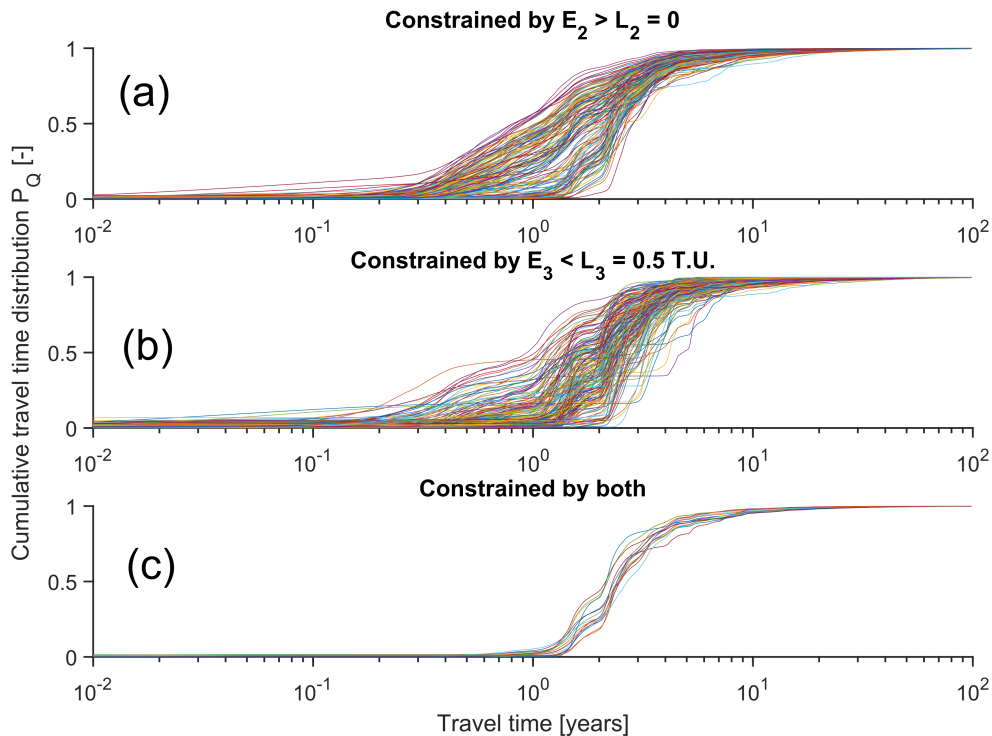 Constrained by E₂ > L₂ = 0
(a)
1
0.5
0
10⁻² 10⁻¹ 10⁰ 10¹ 10²
Cumulative travel time distribution P_Q [-]
Constrained by E₃ < L₃ = 0.5 T.U.
(b)
1
0.5
0
10⁻² 10⁻¹ 10⁰ 10¹ 10²
Constrained by both
(c)
1
0.5
0
10⁻² 10⁻¹ 10⁰ 10¹ 10²
Travel time [years]